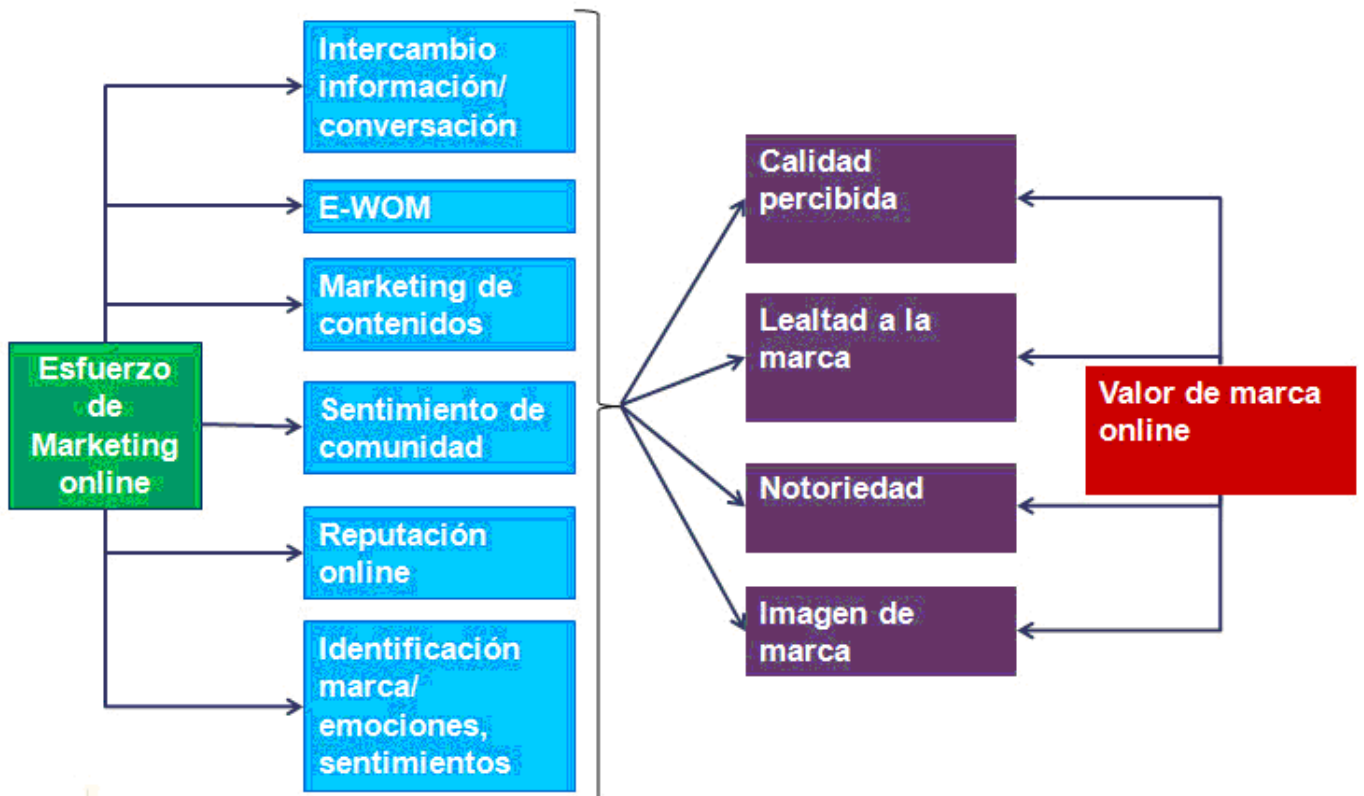 Esfuerzo
de
Marketing
online
Intercambio
información/
conversación
E-WOM
Marketing de
contenidos
Sentimiento de
comunidad
Reputación
online
Identificación
marca/
emociones,
sentimientos
Calidad
percibida
Lealtad a la
marca
Notoriedad
Imagen de
marca
Valor de marca
online